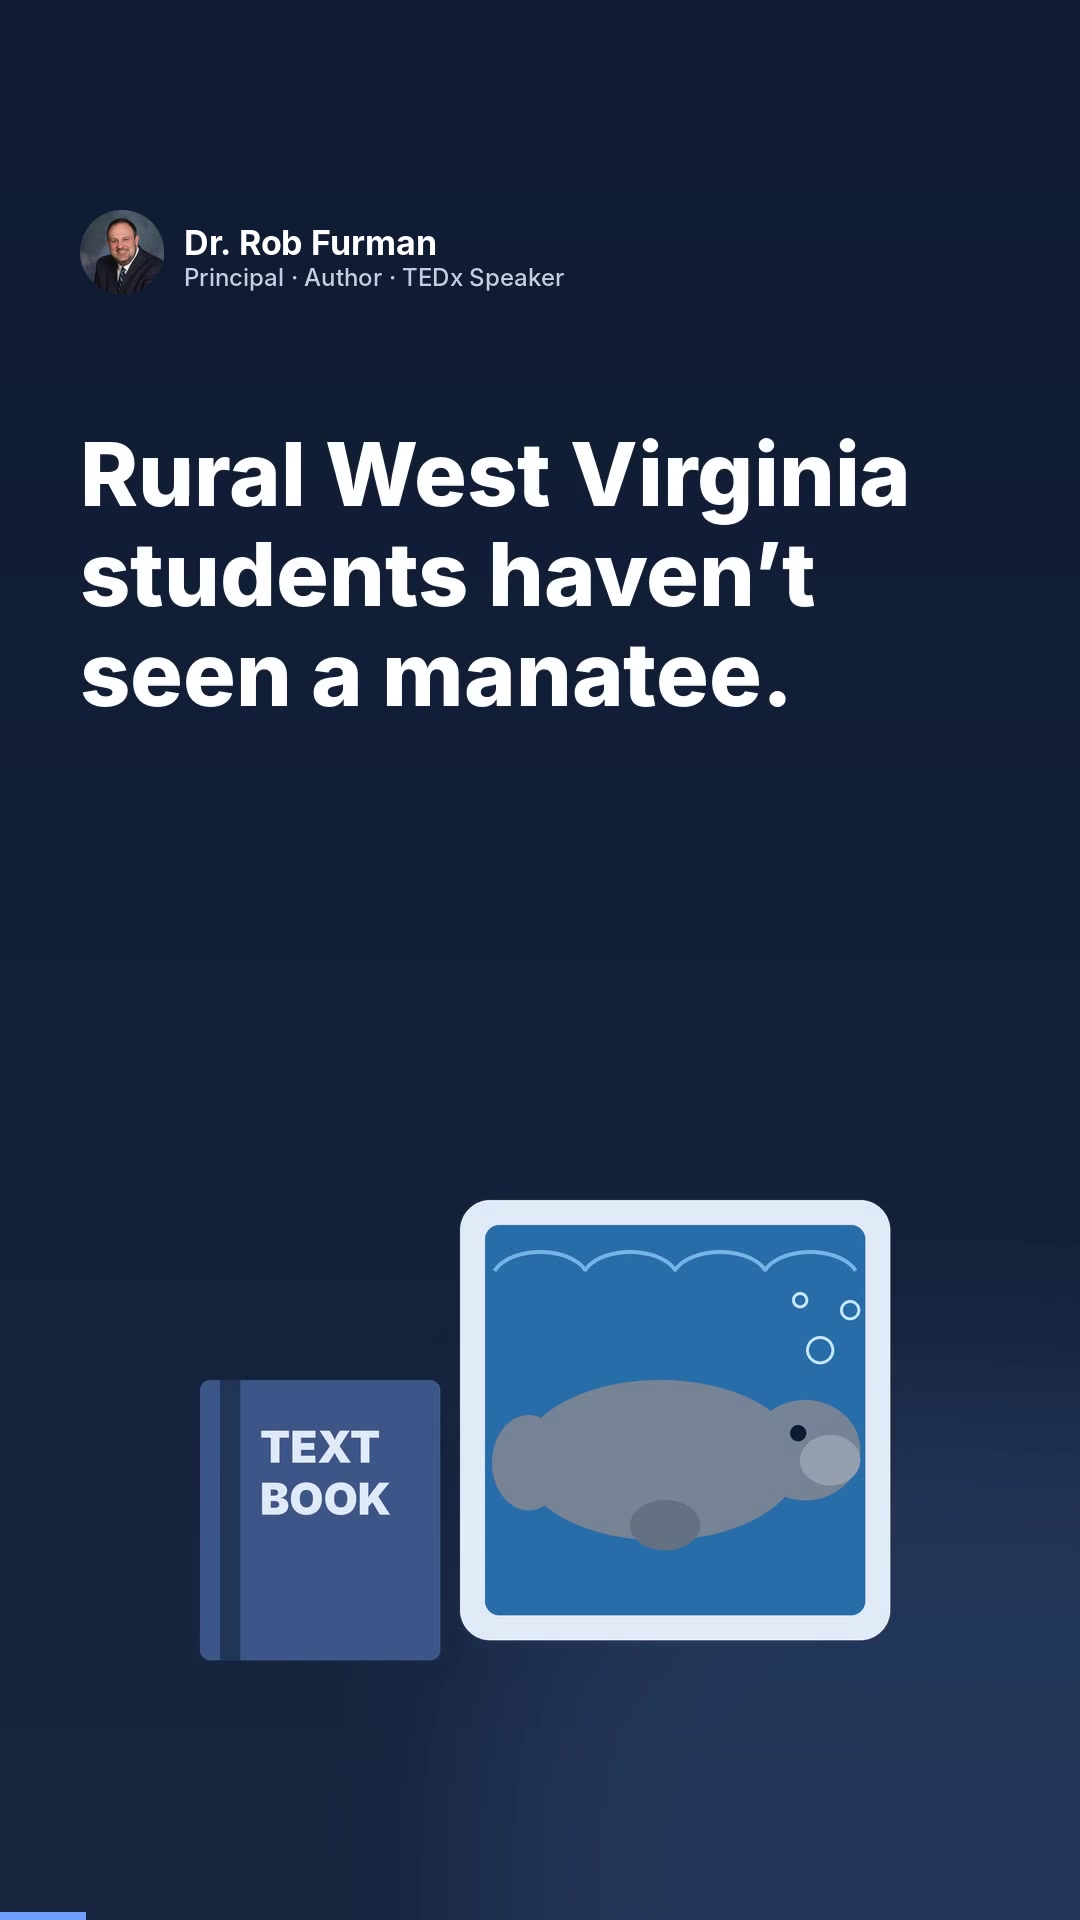 Dr. Rob Furman
Principal · Author · TEDx Speaker
Rural West Virginia
students haven’t
seen a manatee.
TEXT
BOOK